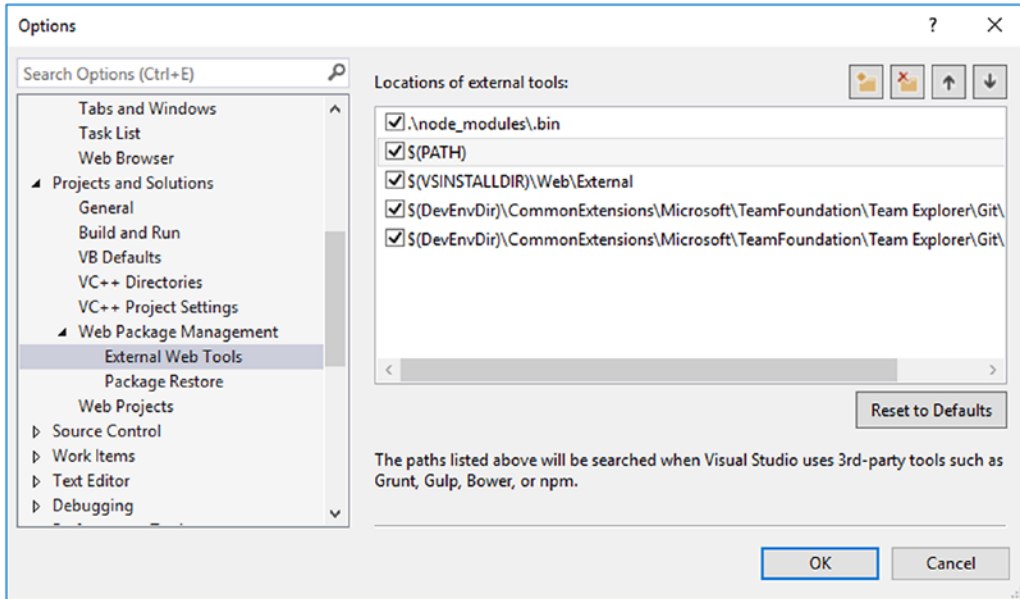 Options
?
Search Options (Ctrl+E)
Tabs and Windows
Task List
Web Browser
Projects and Solutions
General
Build and Run
VB Defaults
VC++ Directories
VC++ Project Settings
Web Package Management
External Web Tools
Package Restore
Web Projects
Source Control
Work Items
Text Editor
Debugging
Locations of external tools:
.\node_modules\.bin
$(PATH)
$(VSINSTALLDIR)\Web\External
$(DevEnvDir)\CommonExtensions\Microsoft\TeamFoundation\Team Explorer\Git\
$(DevEnvDir)\CommonExtensions\Microsoft\TeamFoundation\Team Explorer\Git\
Reset to Defaults
The paths listed above will be searched when Visual Studio uses 3rd-party tools such as
Grunt, Gulp, Bower, or npm.
OK
Cancel